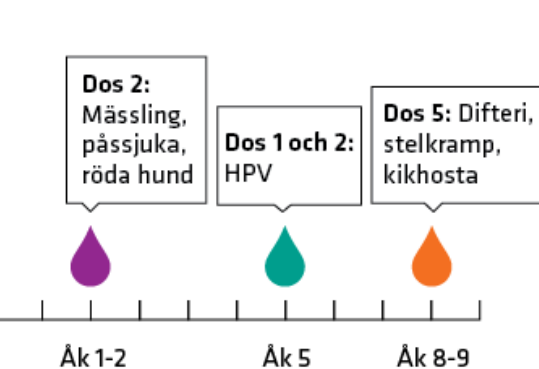 Dos 2:
Mässling,
påssjuka,
röda hund
Dos 1 och 2:
HPV
Dos 5: Difteri,
stelkramp,
kikhosta
Åk 1-2
Åk 5
Åk 8-9